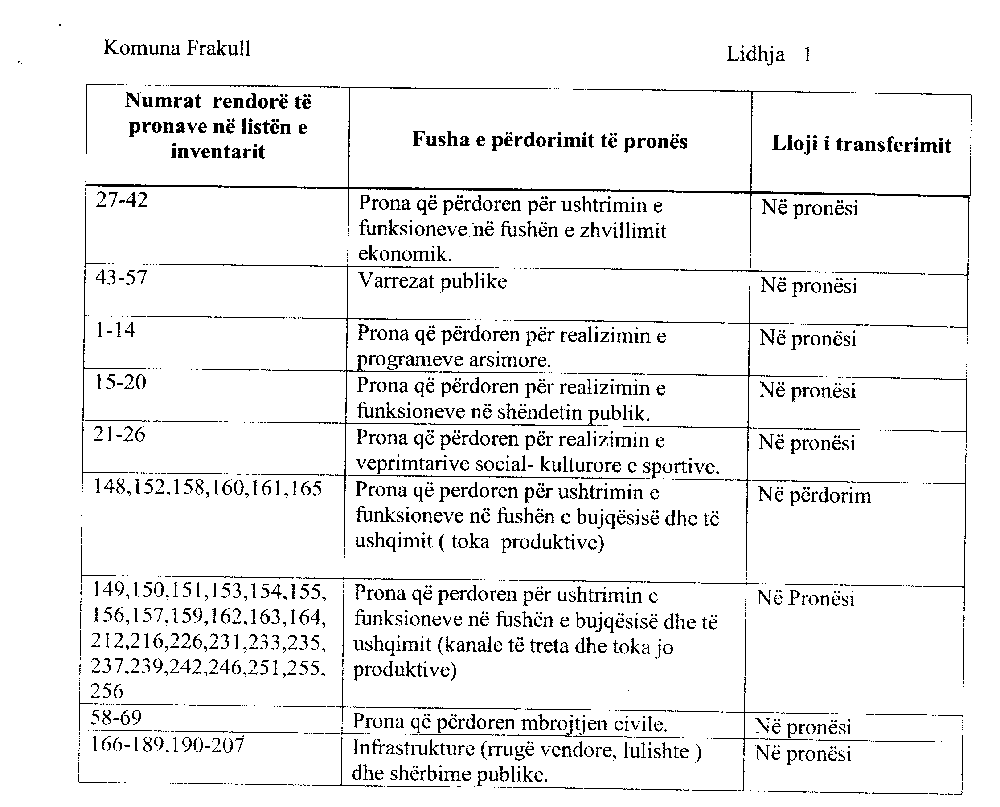 Komuna Frakull
Lidhja 1
Numrat rendorë të
pronave në listën e
inventarit
Fusha e përdorimit të pronës
Lloji i transferimit
27-42
Prona që përdoren për ushtrimin e
funksioneve në fushën e zhvillimit
ekonomik.
Në pronësi
43-57
Varrezat publike
Në pronësi
1-14
Prona që përdoren për realizimin e
programeve arsimore.
Në pronësi
15-20
Prona që përdoren për realizimin e
funksioneve në shëndetin publik.
Në pronësi
21-26
Prona që përdoren për realizimin e
veprimtarive social- kulturore e sportive.
Në pronësi
148,152,158,160,161,165
Prona që perdoren për ushtrimin e
funksioneve në fushën e bujqësisë dhe të
ushqimit ( toka produktive)
Në përdorim
149,150,151,153,154,155,
156,157,159,162,163,164,
212,216,226,231,233,235,
237,239,242,246,251,255,
256
Prona që perdoren për ushtrimin e
funksioneve në fushën e bujqësisë dhe të
ushqimit (kanale të treta dhe toka jo
produktive)
Në Pronësi
58-69
Prona që përdoren mbrojtjen civile.
Në pronësi
166-189,190-207
Infrastrukture (rrugë vendore, lulishte )
dhe shërbime publike.
Në pronësi